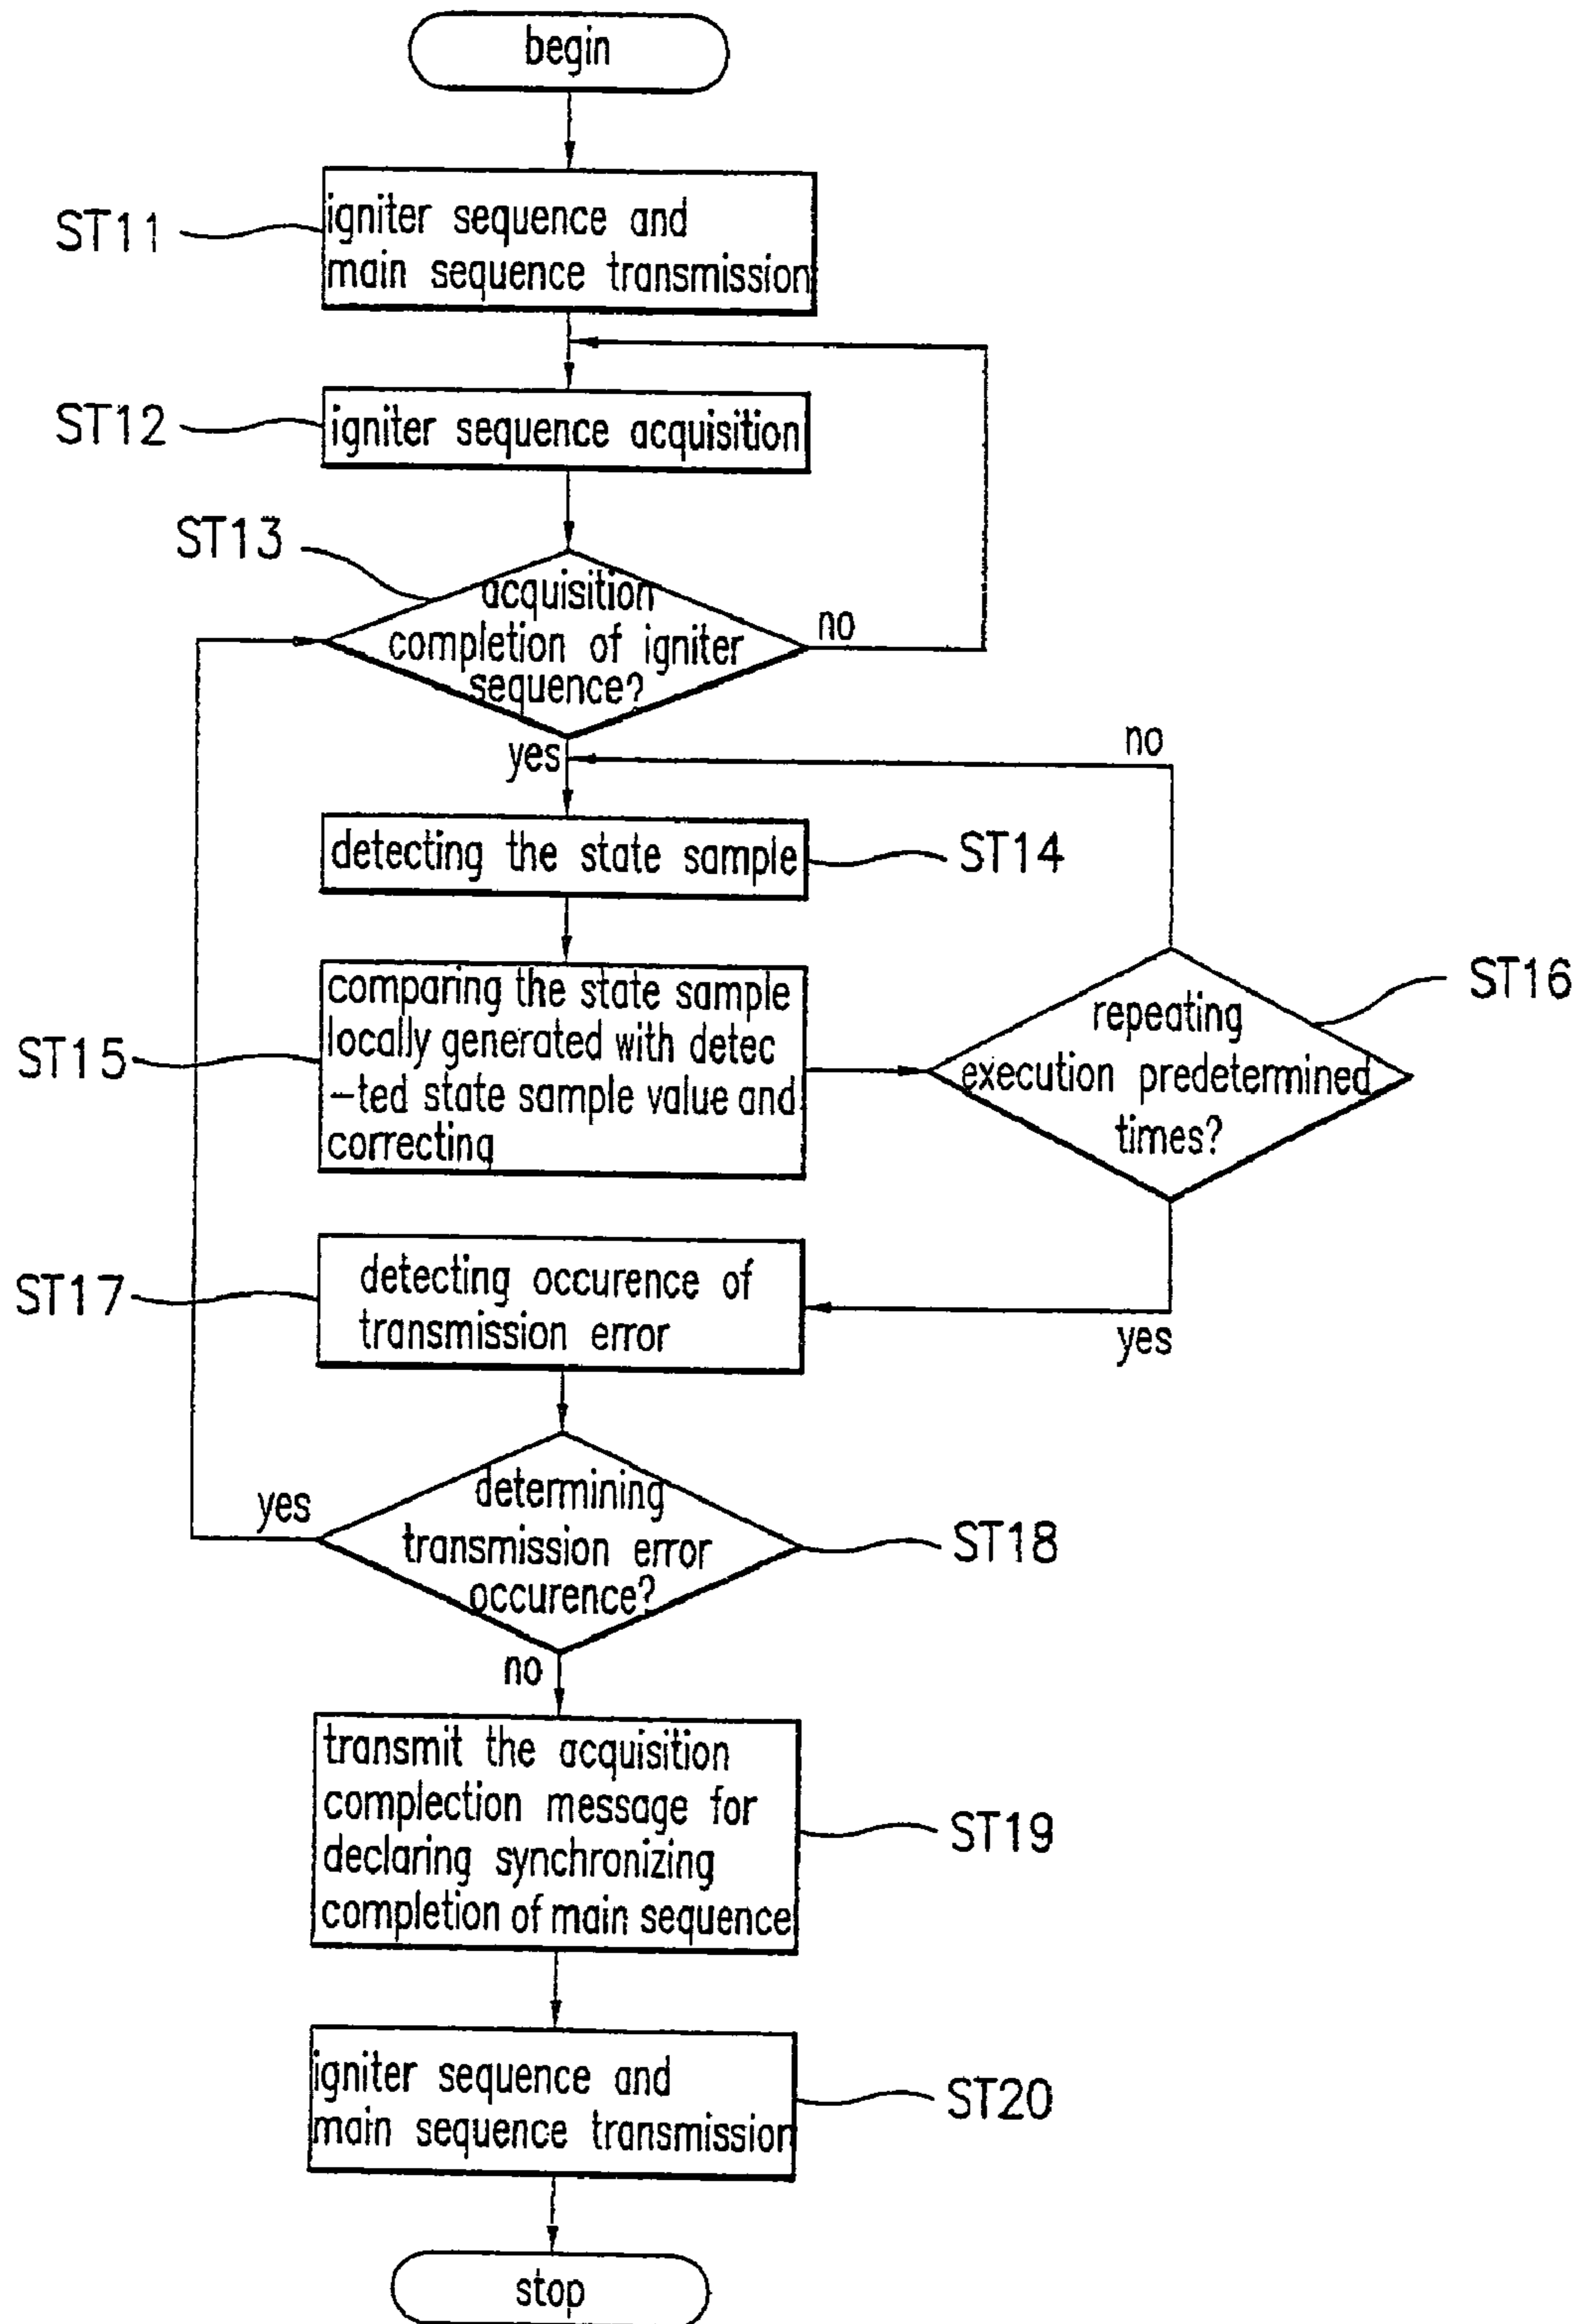 begin
ST11
igniter sequence and
main sequence transmission
ST12
igniter sequence acquisition
ST13
acquisition
completion of igniter
sequence?
no
yes
no
detecting the state sample
ST14
comparing the state sample
locally generated with detec
-ted state sample value and
correcting
ST15
ST16
repeating
execution predetermined
times?
ST17
detecting occurence of
transmission error
yes
yes
determining
transmission error
occurence?
ST18
no
transmit the acquisition
complection message for
declaring synchronizing
completion of main sequence
ST19
igniter sequence and
main sequence transmission
ST20
stop